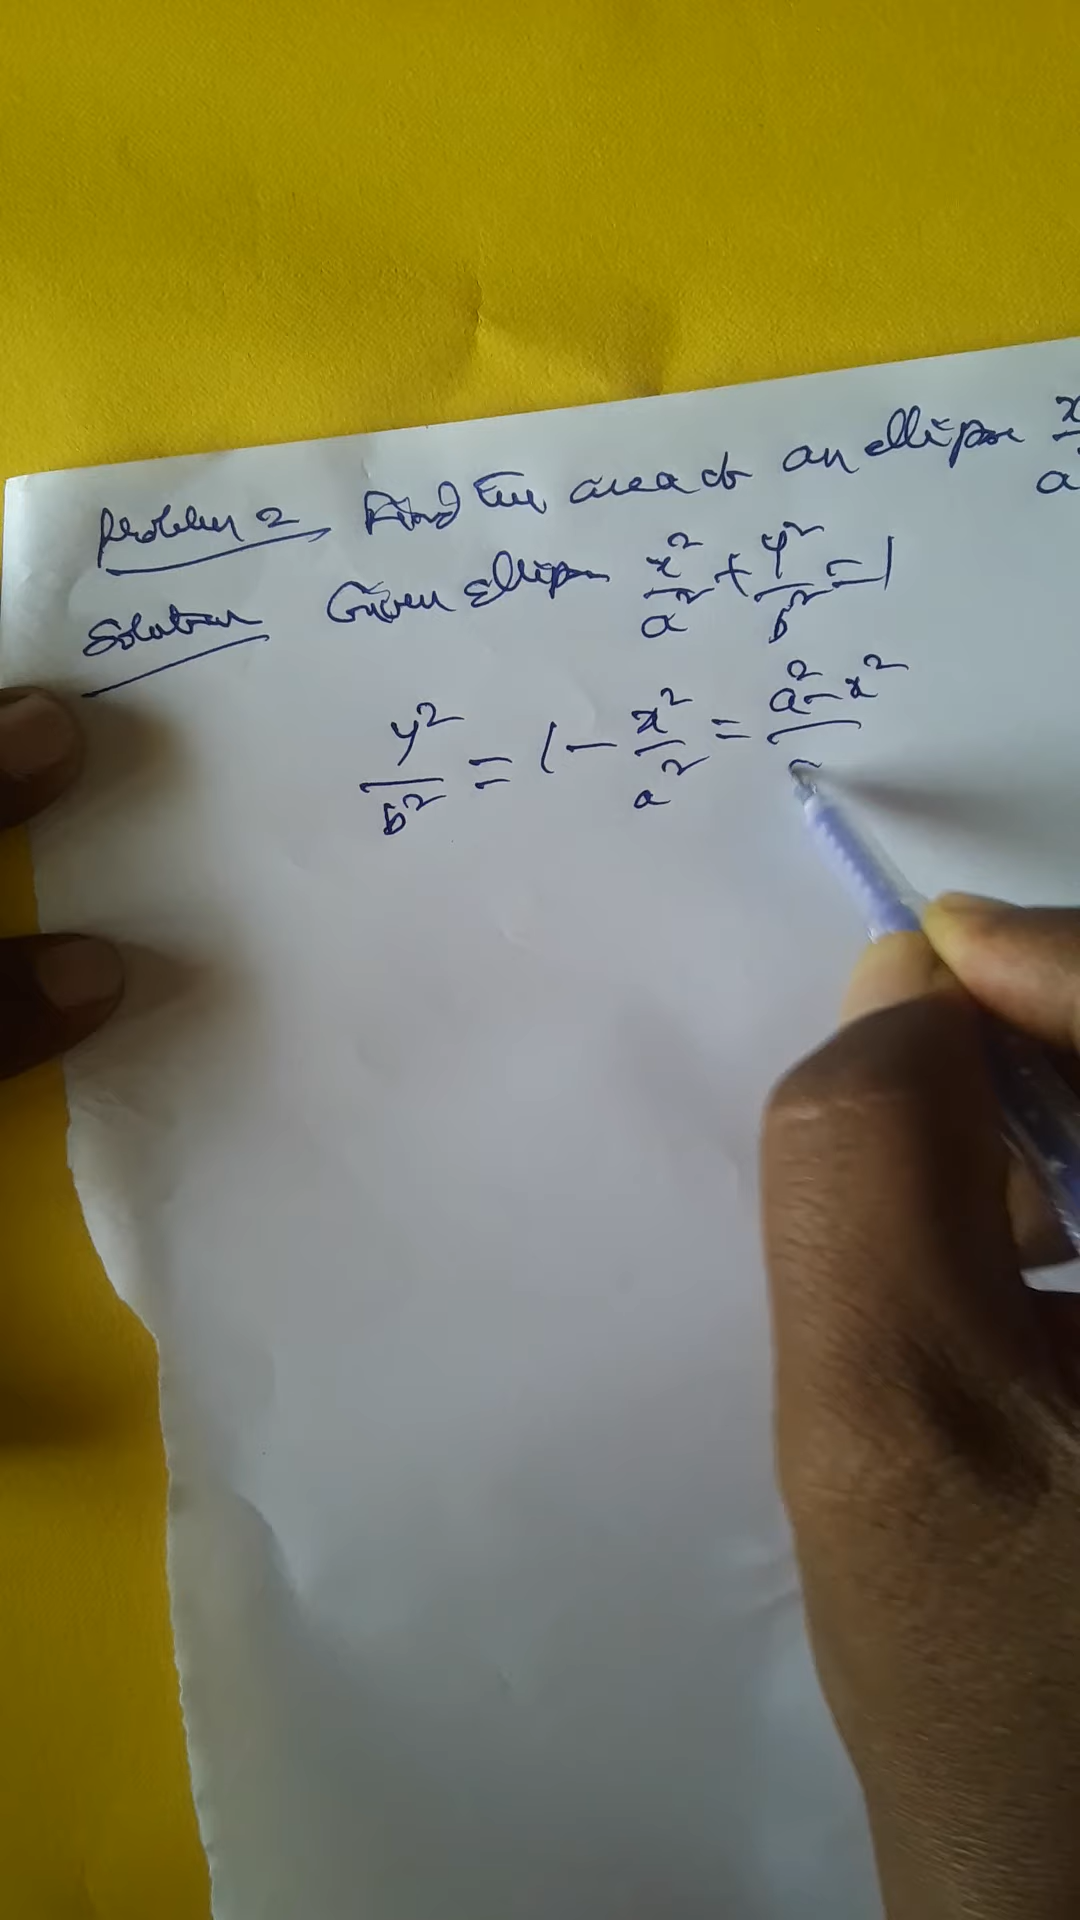 Problem 2 Find the area of an ellipse x/a
Solution Given Ellipse x²/a² + y²/b² = 1
y²/b² = 1 - x²/a² = a² - x²/